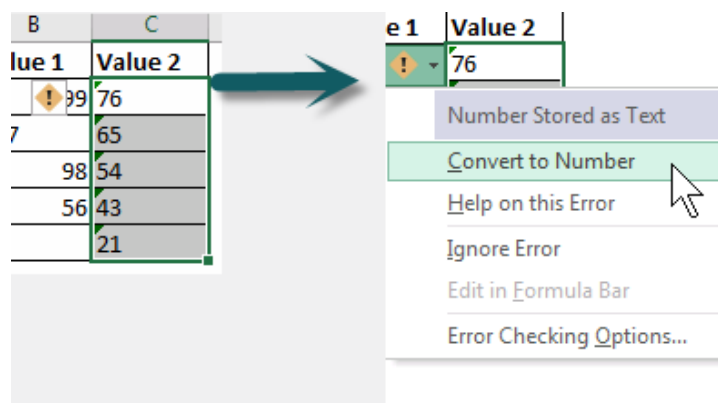 B C
lue 1 Value 2
99 76
7 65
98 54
56 43
21
e 1 Value 2
76
Number Stored as Text
Convert to Number
Help on this Error
Ignore Error
Edit in Formula Bar
Error Checking Options...